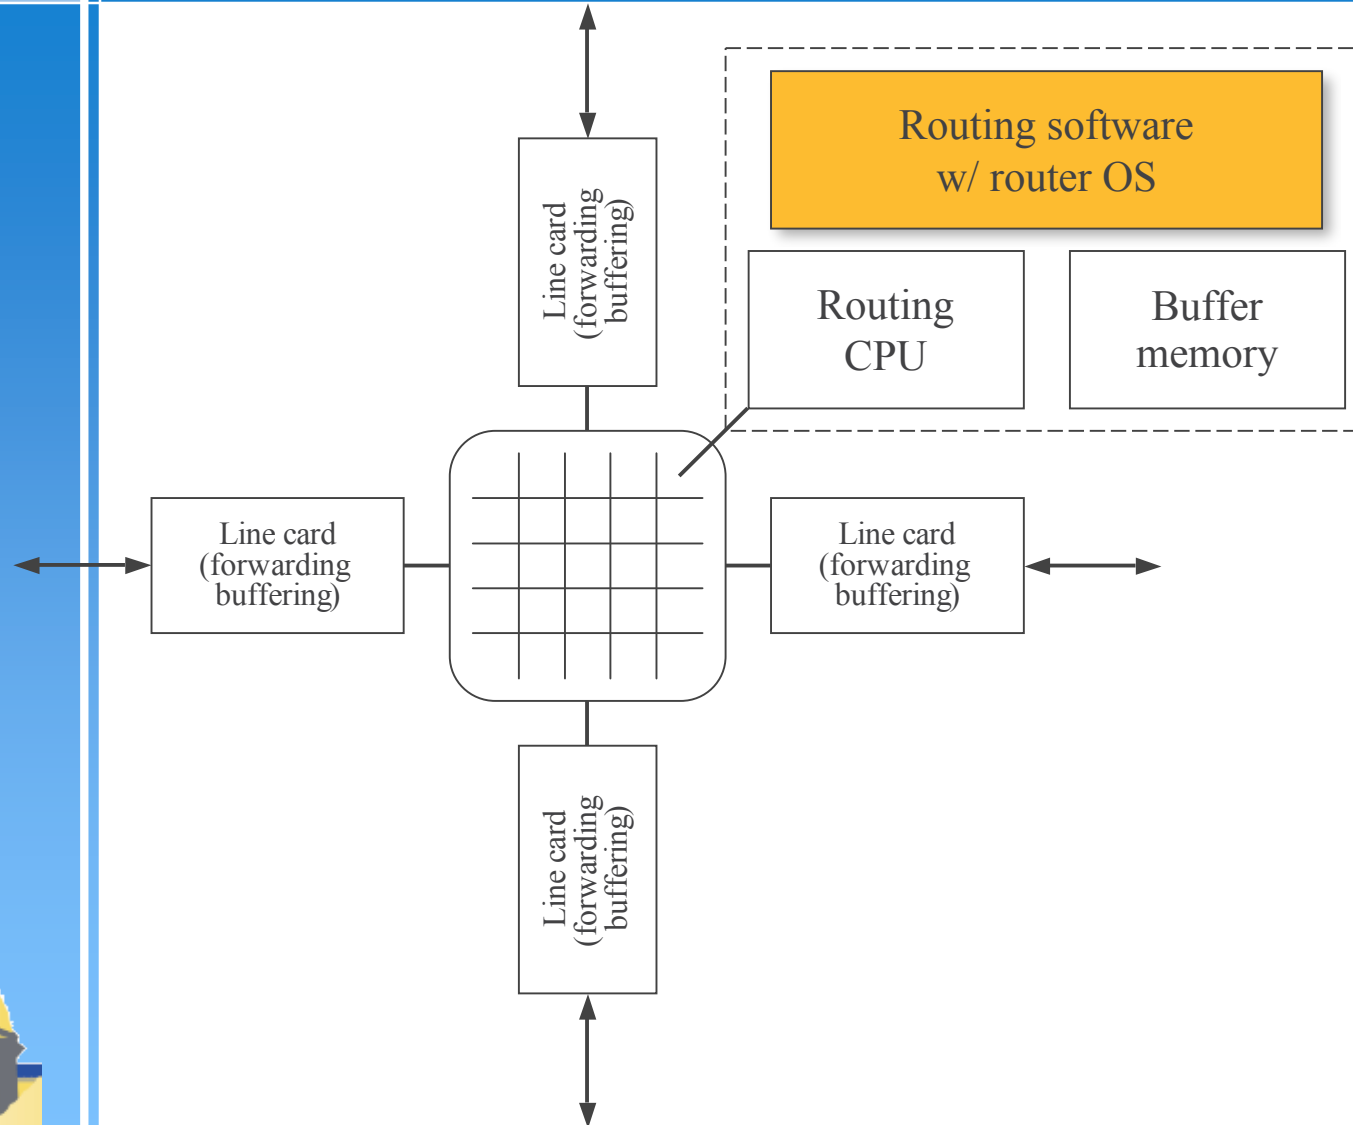 Routing software
w/ router OS
Line card
(forwarding
buffering)
Routing
CPU
Buffer
memory
Line card
(forwarding
buffering)
Line card
(forwarding
buffering)
Line card
(forwarding
buffering)